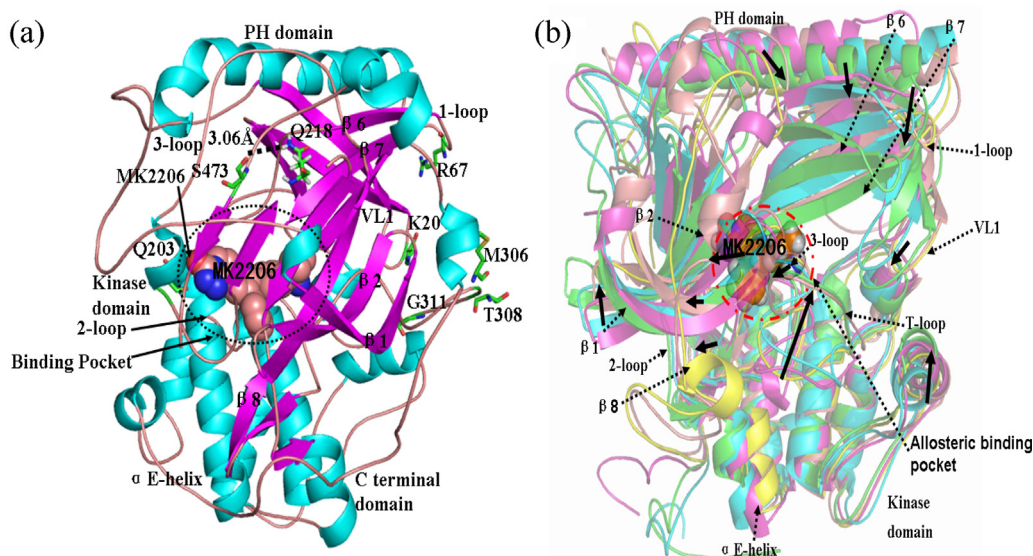 (a)
PH domain
3-loop
3.06Å
Q218
β 6
1-loop
S473
β 7
MK2206
R67
VL1
K20
Q203
MK2206
M306
Kinase
domain
β 2
G311
T308
2-loop
β 1
Binding Pocket
β 8
α E-helix
C terminal
domain
(b)
PH domain
β 6
β 7
1-loop
β 2
VL1
MK2206
3-loop
β 1
2-loop
T-loop
β 8
Allosteric binding
pocket
Kinase
domain
α E-helix